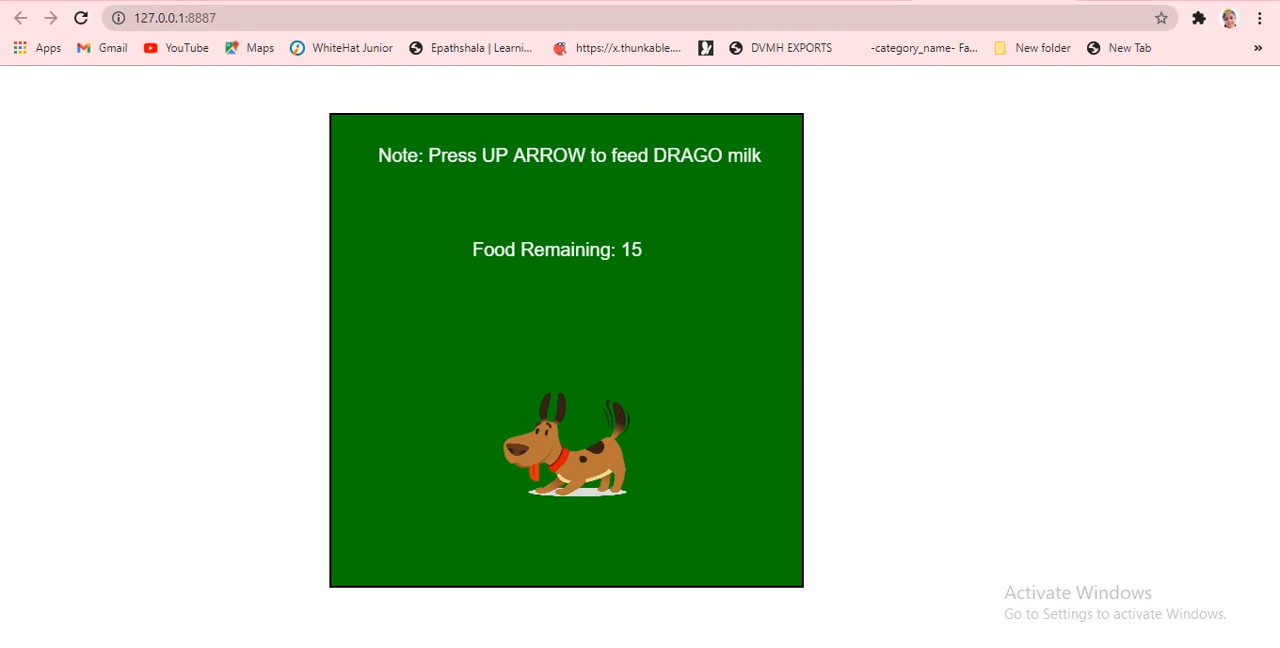 127.0.0.1:8887
Apps Gmail YouTube Maps WhiteHat Junior Epathshala | Learni... https://x.thunkable.... DVMH EXPORTS -category_name- Fa... New folder New Tab »
Note: Press UP ARROW to feed DRAGO milk
Food Remaining: 15
Activate Windows
Go to Settings to activate Windows.